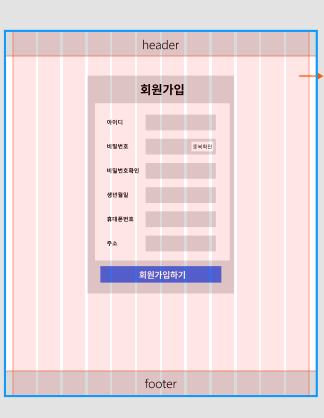 header
회원가입
아이디
비밀번호
중복확인
비밀번호확인
생년월일
휴대폰번호
주소
회원가입하기
footer